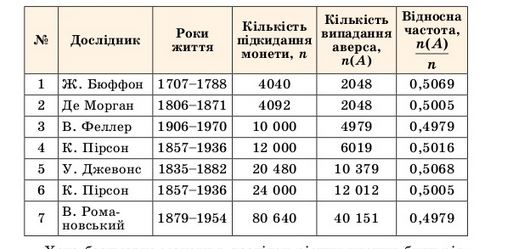 № Дослідник Роки життя Кількість підкидання монети, n Кількість випадання аверса, n(A) Відносна частота, n(A)/n
1 Ж. Бюффон 1707–1788 4040 2048 0,5069
2 Де Морган 1806–1871 4092 2048 0,5005
3 В. Феллер 1906–1970 10 000 4979 0,4979
4 К. Пірсон 1857–1936 12 000 6019 0,5016
5 У. Джевонс 1835–1882 20 480 10 379 0,5068
6 К. Пірсон 1857–1936 24 000 12 012 0,5005
7 В. Рома-
новський 1879–1954 80 640 40 151 0,4979